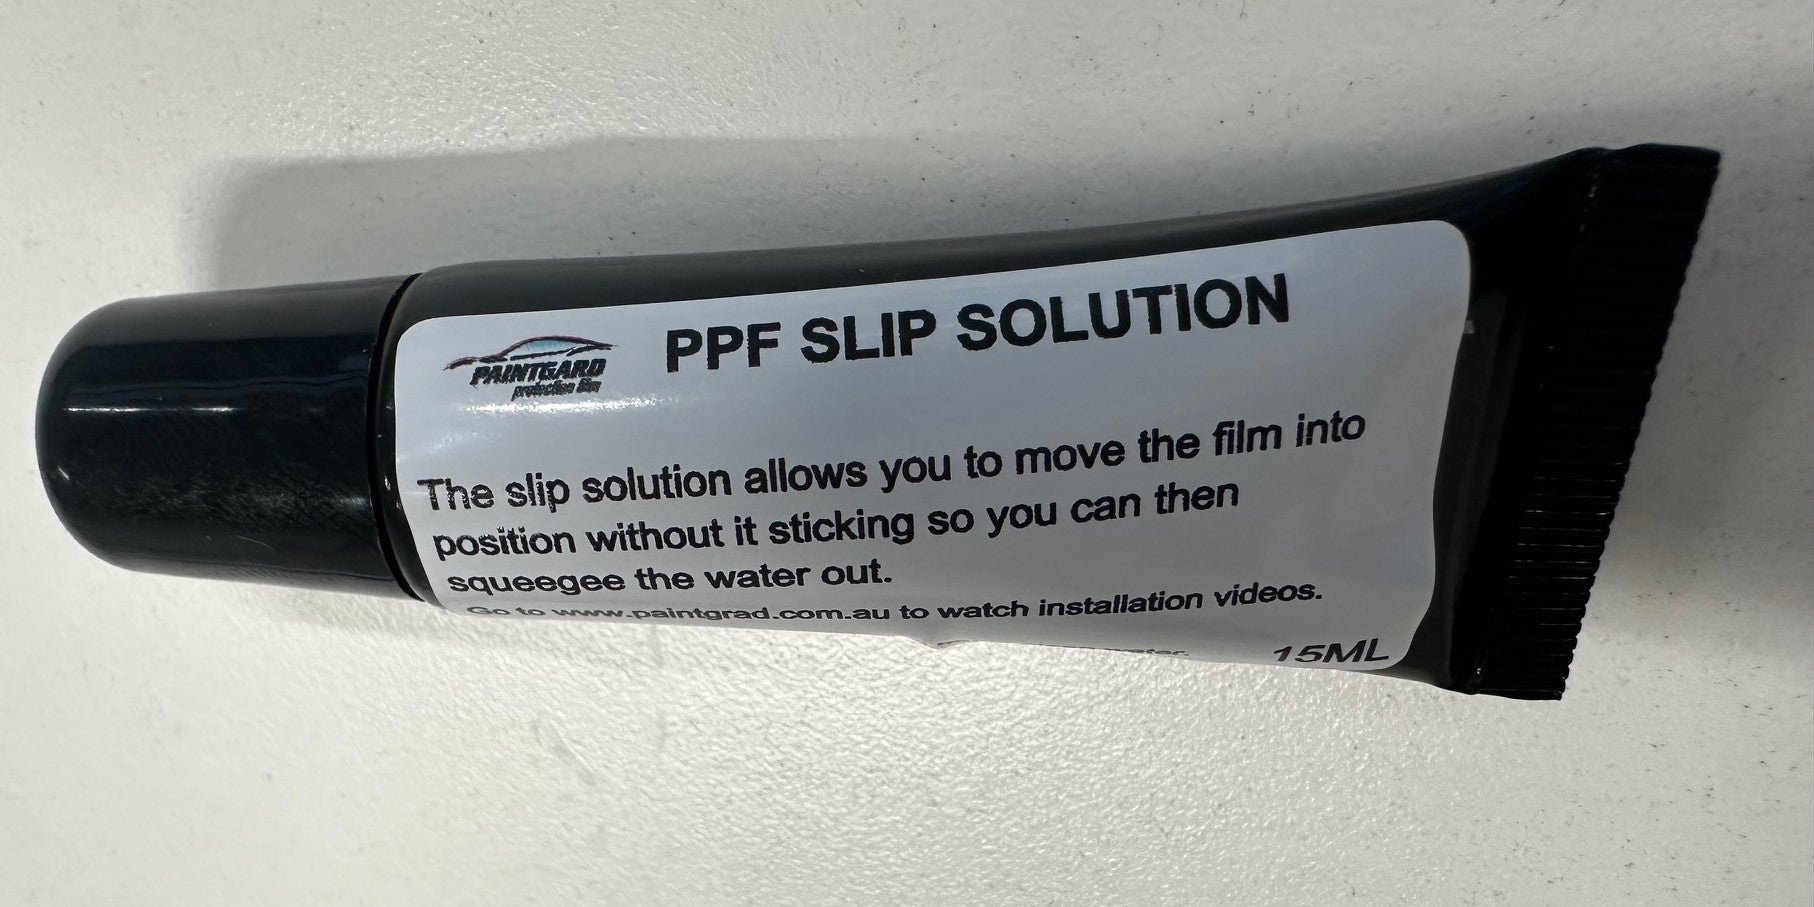 PAINTGARD
protection film
PPF SLIP SOLUTION
The slip solution allows you to move the film into
position without it sticking so you can then
squeegee the water out.
Go to www.paintgrad.com.au to watch installation videos.
water.
15ML